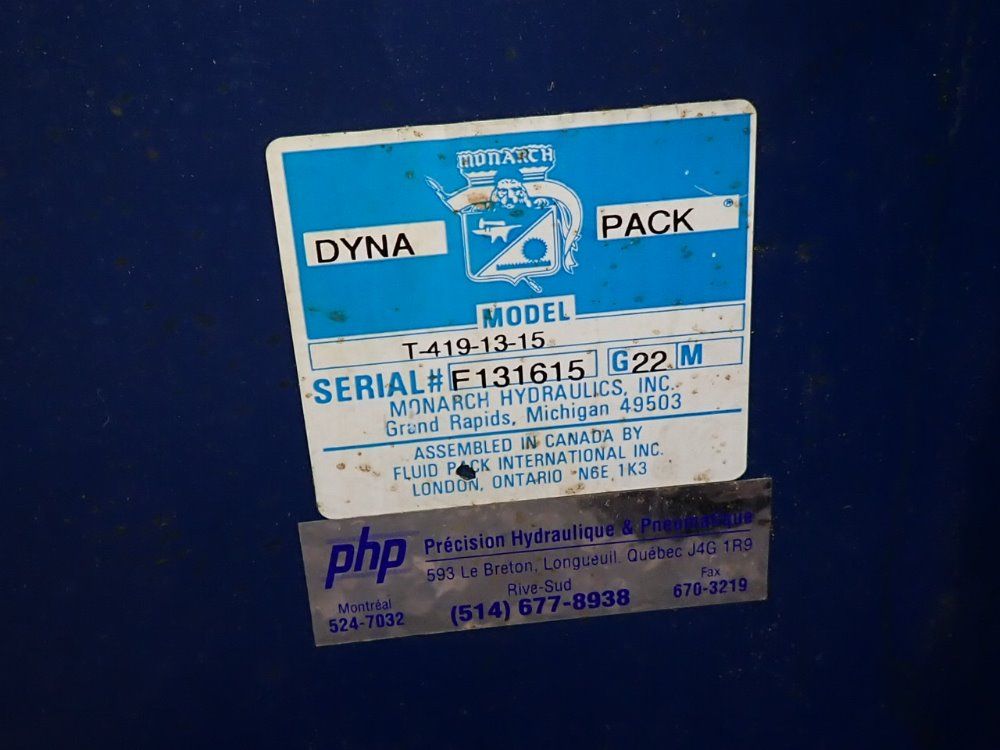 MONARCH
DYNA PACK ®
MODEL
T-419-13-15
SERIAL# F131615 G22 M
MONARCH HYDRAULICS, INC.
Grand Rapids, Michigan 49503
ASSEMBLED IN CANADA BY
FLUID PACK INTERNATIONAL INC.
LONDON, ONTARIO N6E 1K3
php Précision Hydraulique & Pneumatique
593 Le Breton, Longueuil, Québec J4G 1R9
Montréal Rive-Sud Fax
524-7032 (514) 677-8938 670-3219